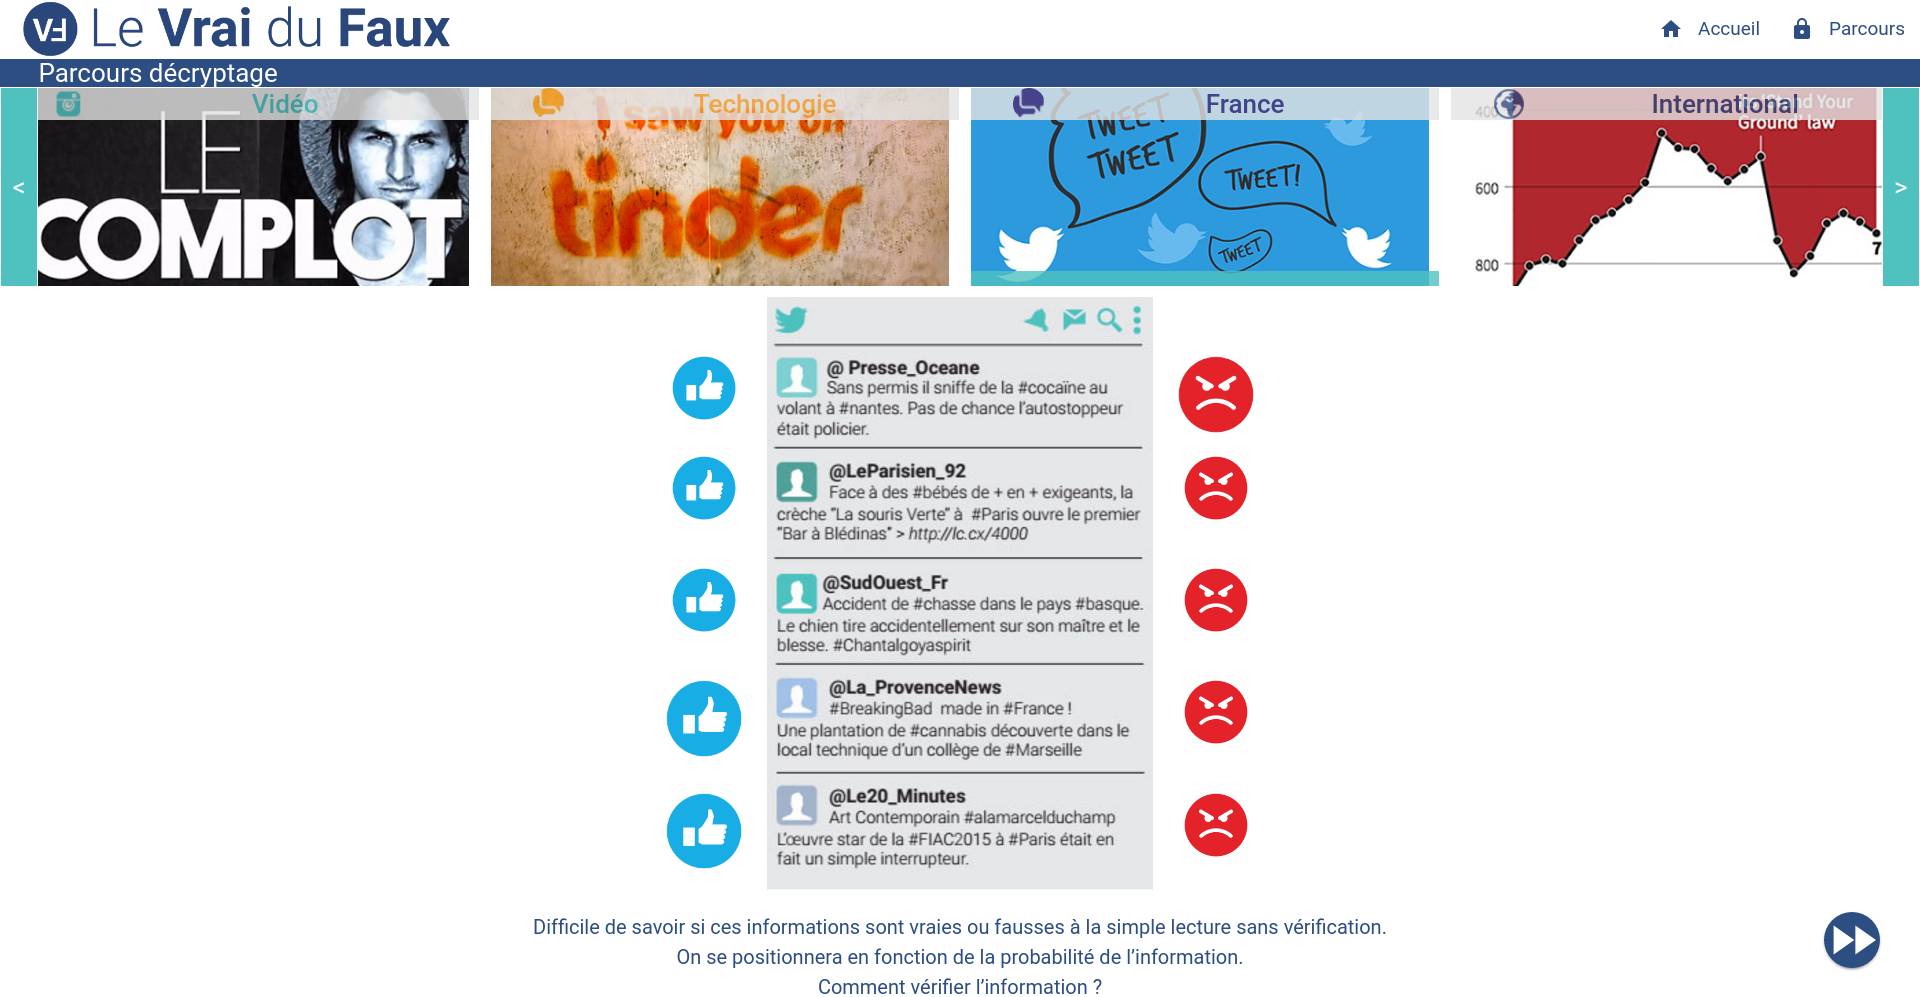 VF Le Vrai du Faux
Accueil
Parcours
Parcours décryptage
Vidéo
Technologie
France
International
LE
COMPLOT
I saw you on
tinder
TWEET
TWEET
TWEET!
TWEET
'Stand Your
Ground' law
400
600
800
7
<
>
@ Presse_Oceane
Sans permis il sniffe de la #cocaïne au
volant à #nantes. Pas de chance l'autostoppeur
était policier.
@LeParisien_92
Face à des #bébés de + en + exigeants, la
crèche "La souris Verte" à #Paris ouvre le premier
"Bar à Blédinas" > http://lc.cx/4000
@SudOuest_Fr
Accident de #chasse dans le pays #basque.
Le chien tire accidentellement sur son maître et le
blesse. #Chantalgoyaspirit
@La_ProvenceNews
#BreakingBad made in #France !
Une plantation de #cannabis découverte dans le
local technique d'un collège de #Marseille
@Le20_Minutes
Art Contemporain #alamarcelduchamp
L'œuvre star de la #FIAC2015 à #Paris était en
fait un simple interrupteur.
Difficile de savoir si ces informations sont vraies ou fausses à la simple lecture sans vérification.
On se positionnera en fonction de la probabilité de l'information.
Comment vérifier l'information ?